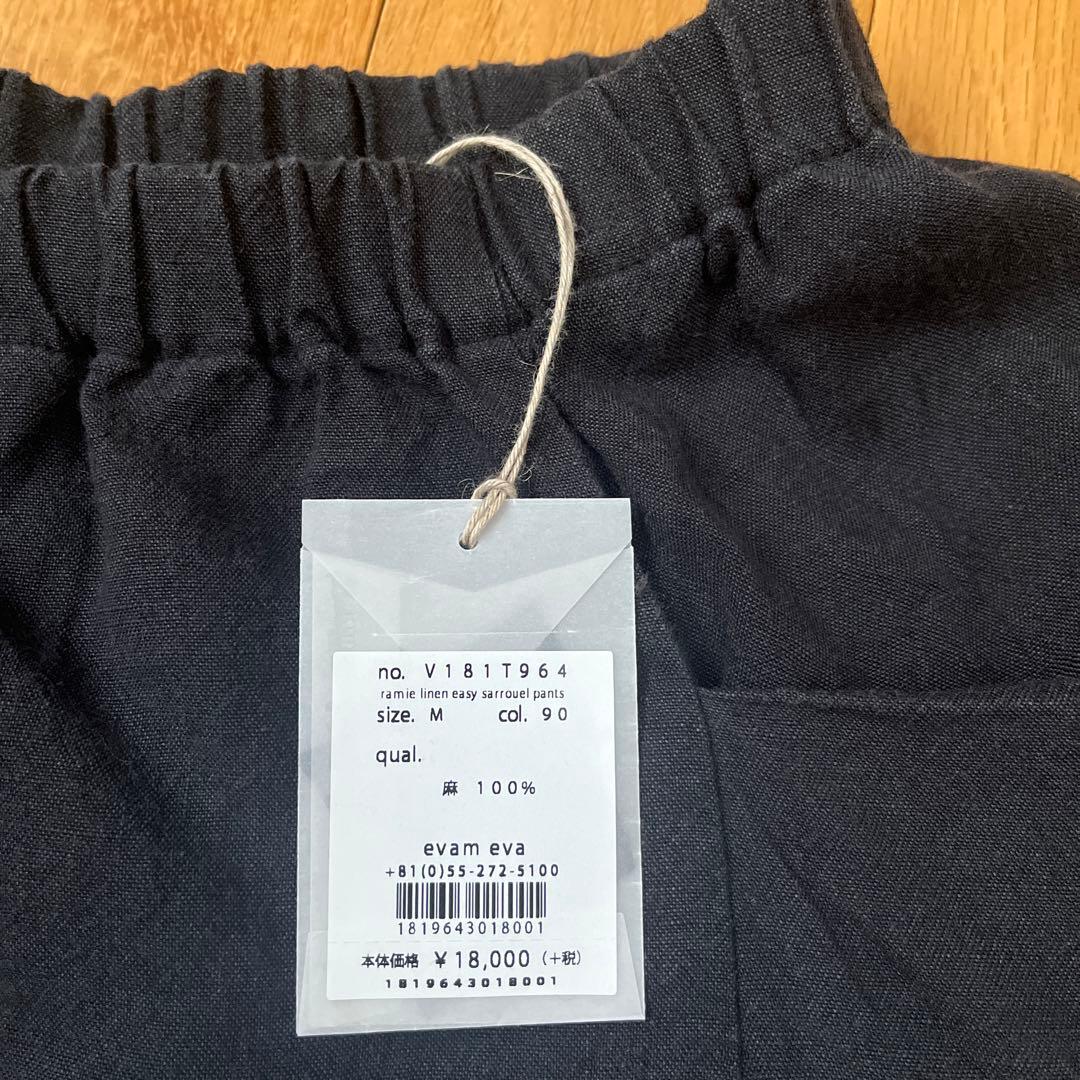 no. V181T964
ramie linen easy sarrouel pants
size. M col. 90
qual.
麻 100%
evam eva
+81(0)55-272-5100
1819643018001
本体価格 ￥18,000 (+税)
1819643018001